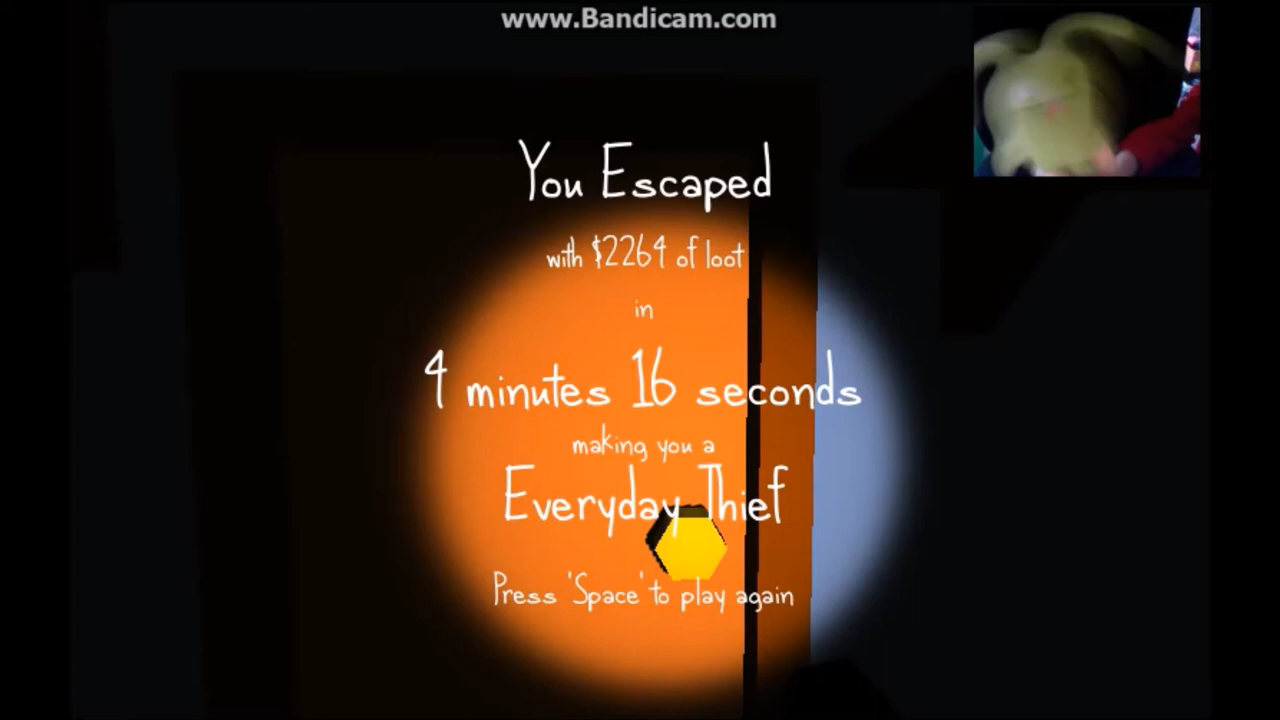 www.Bandicam.com
You Escaped
with $2264 of loot
in
4 minutes 16 seconds
making you a
Everyday Thief
Press 'Space' to play again